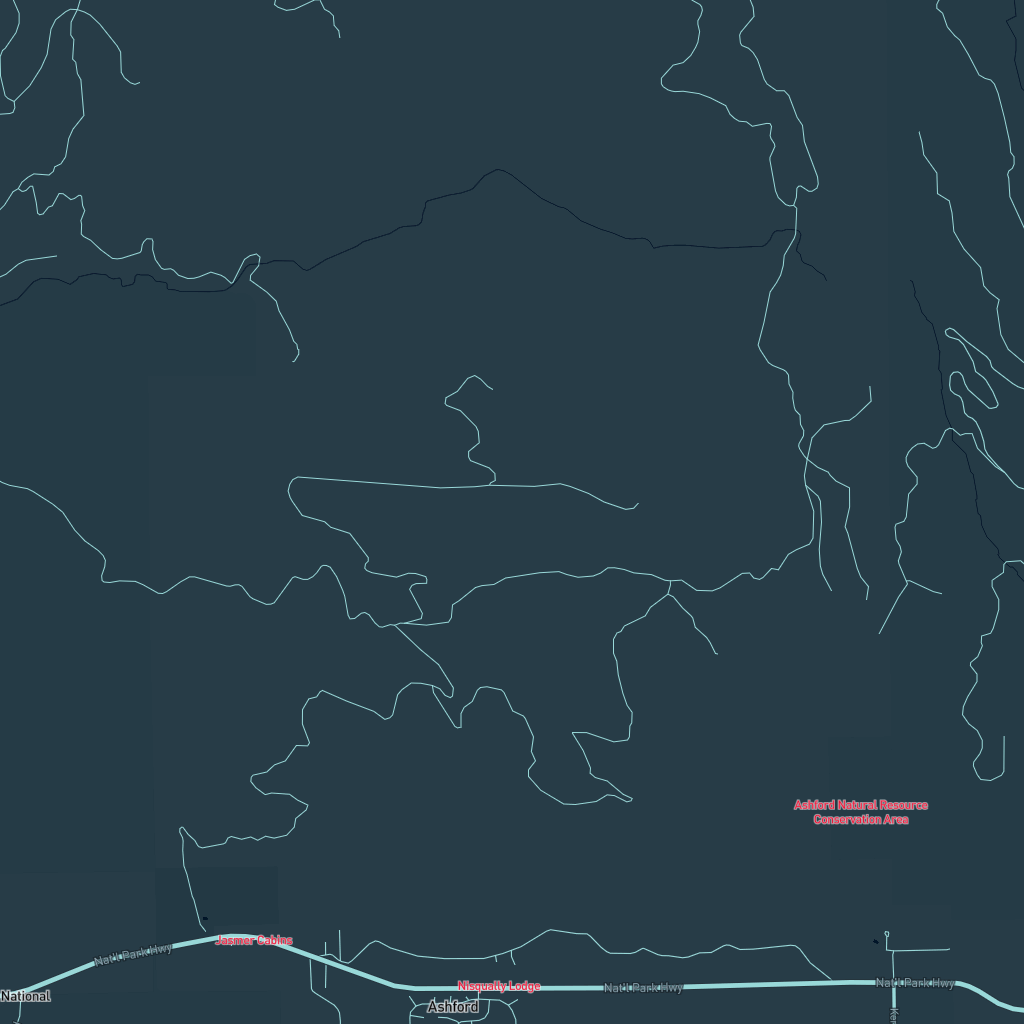 Ashford Natural Resource
Conservation Area
Jasmer Cabins
Nat'l Park Hwy
Nat'l Park Hwy
Nisqually Lodge
Nat'l Park Hwy
National
Ashford